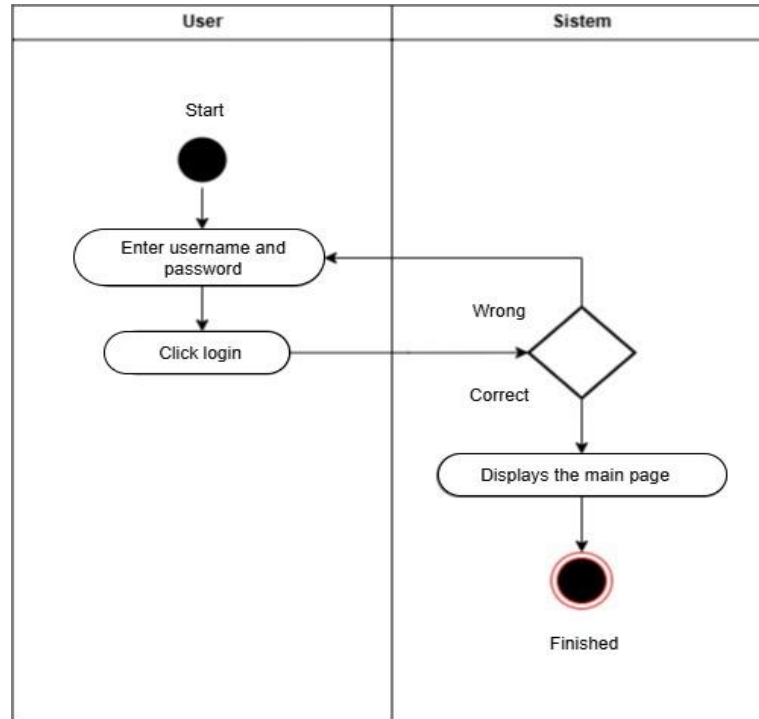 User
Sistem
Start
Enter username and
password
Wrong
Click login
Correct
Displays the main page
Finished